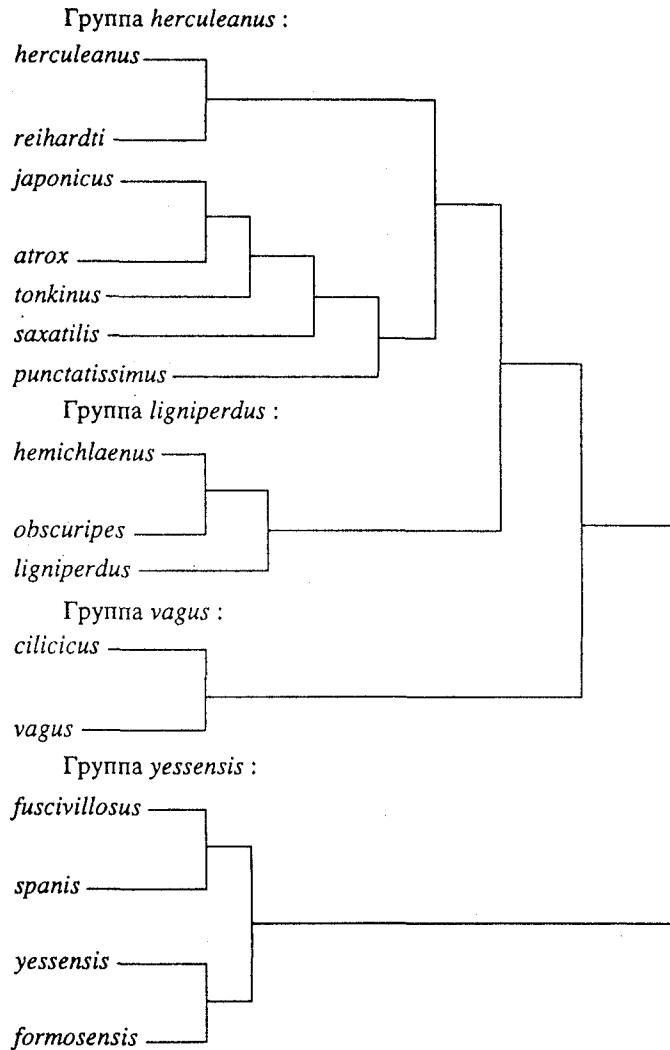 Группа herculeanus :
herculeanus
reihardti
japonicus
atrox
tonkinus
saxatilis
punctatissimus
Группа ligniperdus :
hemichlaenus
obscuripes
ligniperdus
Группа vagus :
cilicicus
vagus
Группа yessensis :
fuscivillosus
spanis
yessensis
formosensis